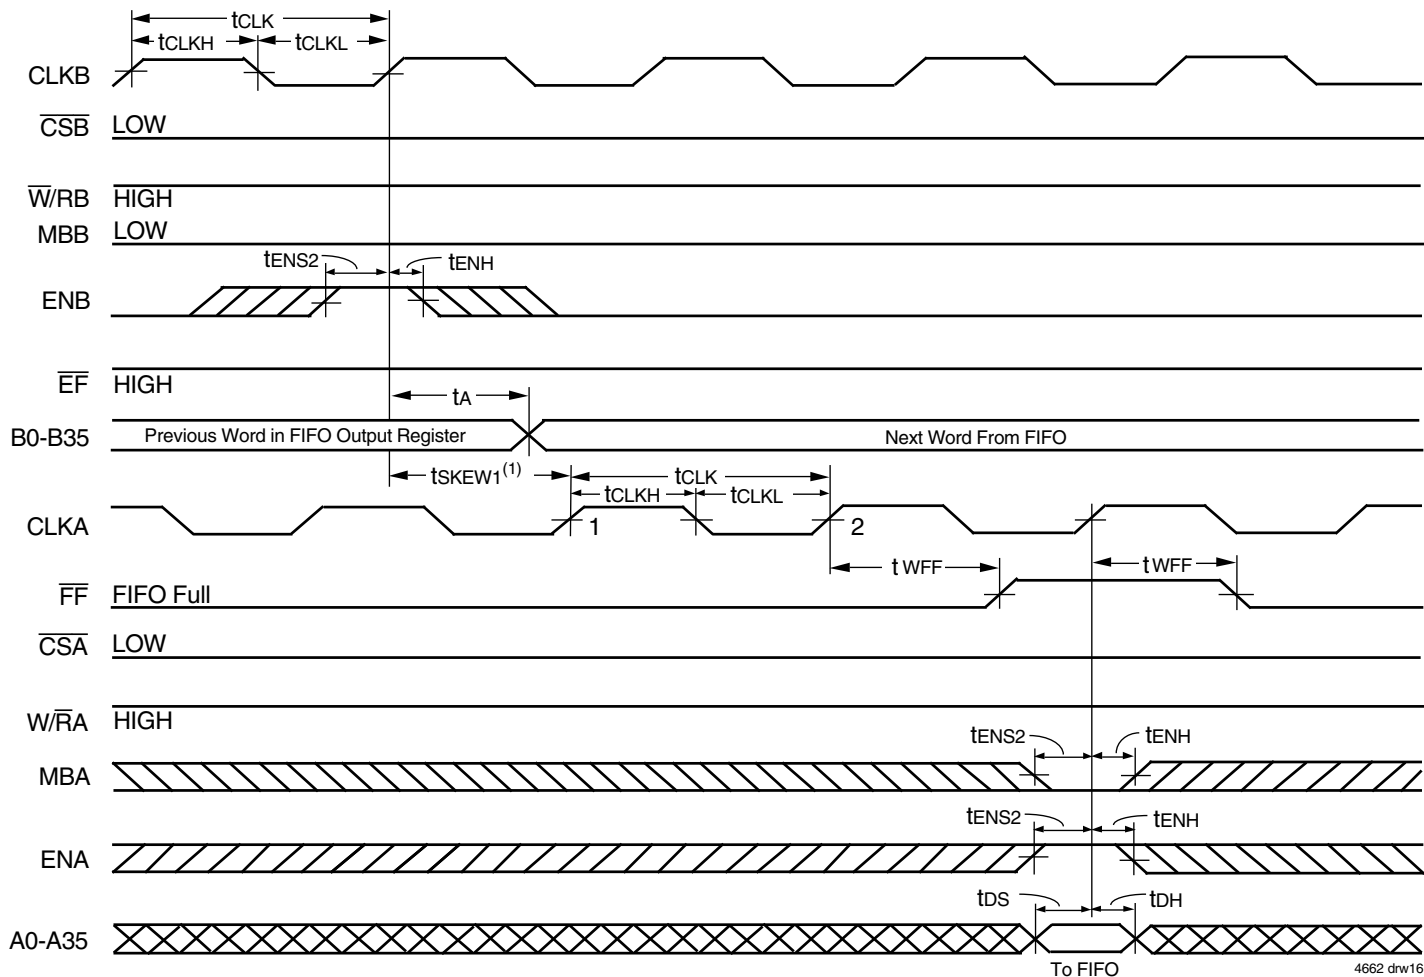 tCLK
tCLKH tCLKL
CLKB
CSB LOW
W/RB HIGH
MBB LOW
tENS2 tENH
ENB
EF HIGH
tA
B0-B35 Previous Word in FIFO Output Register Next Word From FIFO
tSKEW1(1) tCLK
tCLKH tCLKL
CLKA 1 2
tWFF tWFF
FF FIFO Full
CSA LOW
W/RA HIGH
tENS2 tENH
MBA
tENS2 tENH
ENA
tDS tDH
A0-A35
To FIFO
4662 drw16